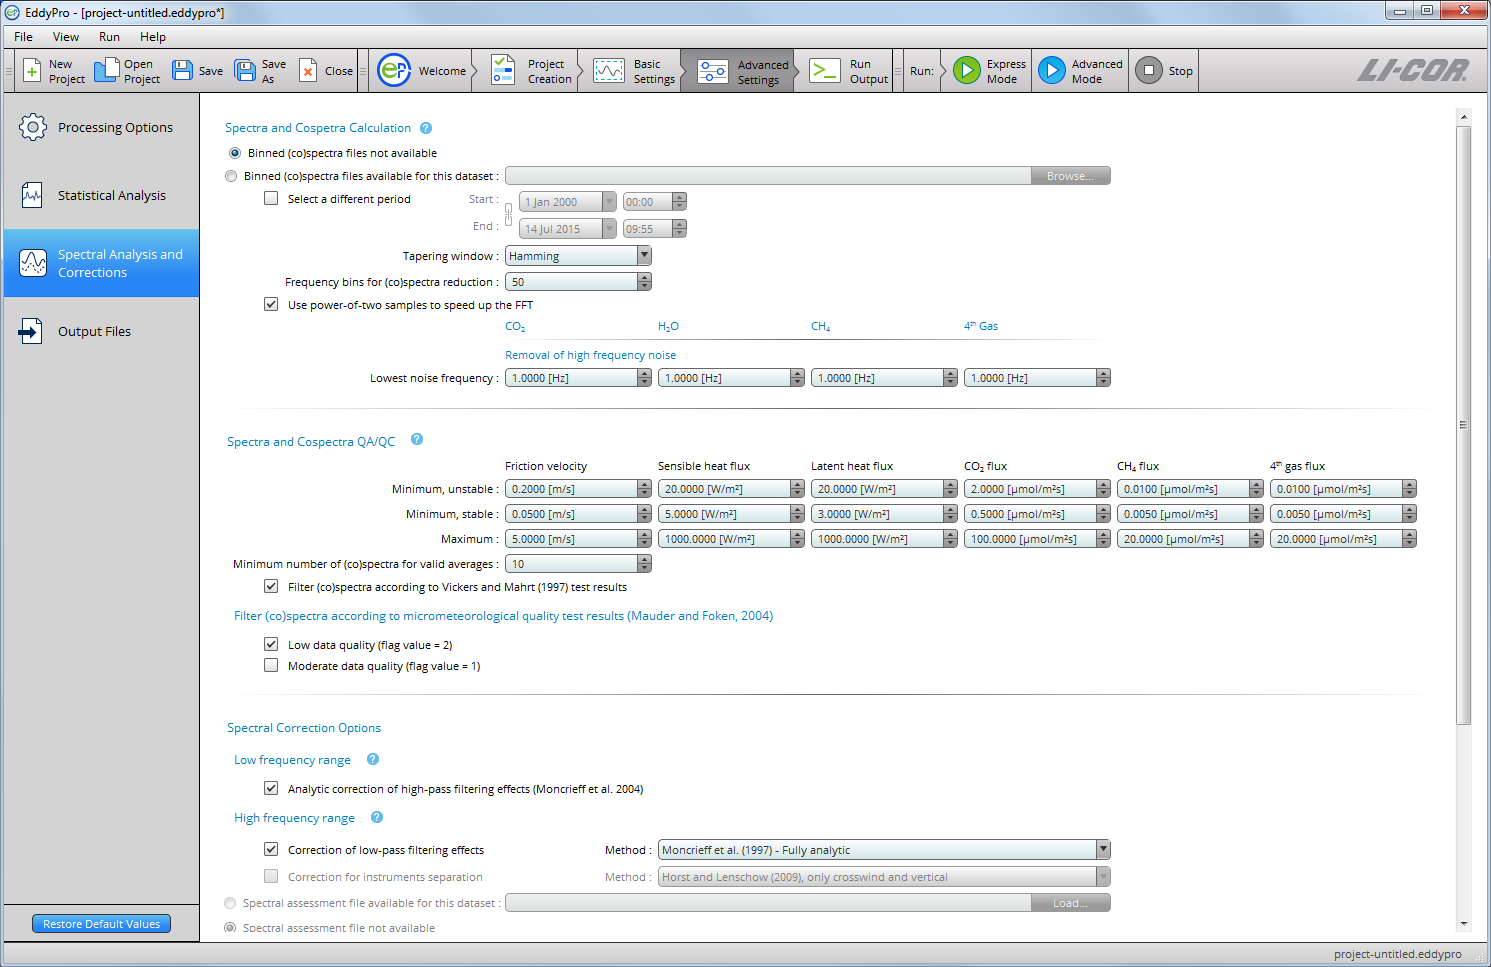 EddyPro - [project-untitled.eddypro*]
File View Run Help
New Project Open Project Save Save As Close Welcome Project Creation Basic Settings Advanced Settings Run Output Run: Express Mode Advanced Mode Stop LI-COR
Processing Options
Statistical Analysis
Spectral Analysis and
Corrections
Output Files
Restore Default Values
Spectra and Cospetra Calculation ?
Binned (co)spectra files not available
Binned (co)spectra files available for this dataset : Browse...
Select a different period Start : 1 Jan 2000 00:00
End : 14 Jul 2015 09:55
Tapering window : Hamming
Frequency bins for (co)spectra reduction : 50
Use power-of-two samples to speed up the FFT
CO₂ H₂O CH₄ 4ᵗʰ Gas
Removal of high frequency noise
Lowest noise frequency : 1.0000 [Hz] 1.0000 [Hz] 1.0000 [Hz] 1.0000 [Hz]
Spectra and Cospectra QA/QC ?
Friction velocity Sensible heat flux Latent heat flux CO₂ flux CH₄ flux 4ᵗʰ gas flux
Minimum, unstable : 0.2000 [m/s] 20.0000 [W/m²] 20.0000 [W/m²] 2.0000 [µmol/m²s] 0.0100 [µmol/m²s] 0.0100 [µmol/m²s]
Minimum, stable : 0.0500 [m/s] 5.0000 [W/m²] 3.0000 [W/m²] 0.5000 [µmol/m²s] 0.0050 [µmol/m²s] 0.0050 [µmol/m²s]
Maximum : 5.0000 [m/s] 1000.0000 [W/m²] 1000.0000 [W/m²] 100.0000 [µmol/m²s] 20.0000 [µmol/m²s] 20.0000 [µmol/m²s]
Minimum number of (co)spectra for valid averages : 10
Filter (co)spectra according to Vickers and Mahrt (1997) test results
Filter (co)spectra according to micrometeorological quality test results (Mauder and Foken, 2004)
Low data quality (flag value = 2)
Moderate data quality (flag value = 1)
Spectral Correction Options
Low frequency range ?
Analytic correction of high-pass filtering effects (Moncrieff et al. 2004)
High frequency range ?
Correction of low-pass filtering effects Method : Moncrieff et al. (1997) - Fully analytic
Correction for instruments separation Method : Horst and Lenschow (2009), only crosswind and vertical
Spectral assessment file available for this dataset : Load...
Spectral assessment file not available
project-untitled.eddypro